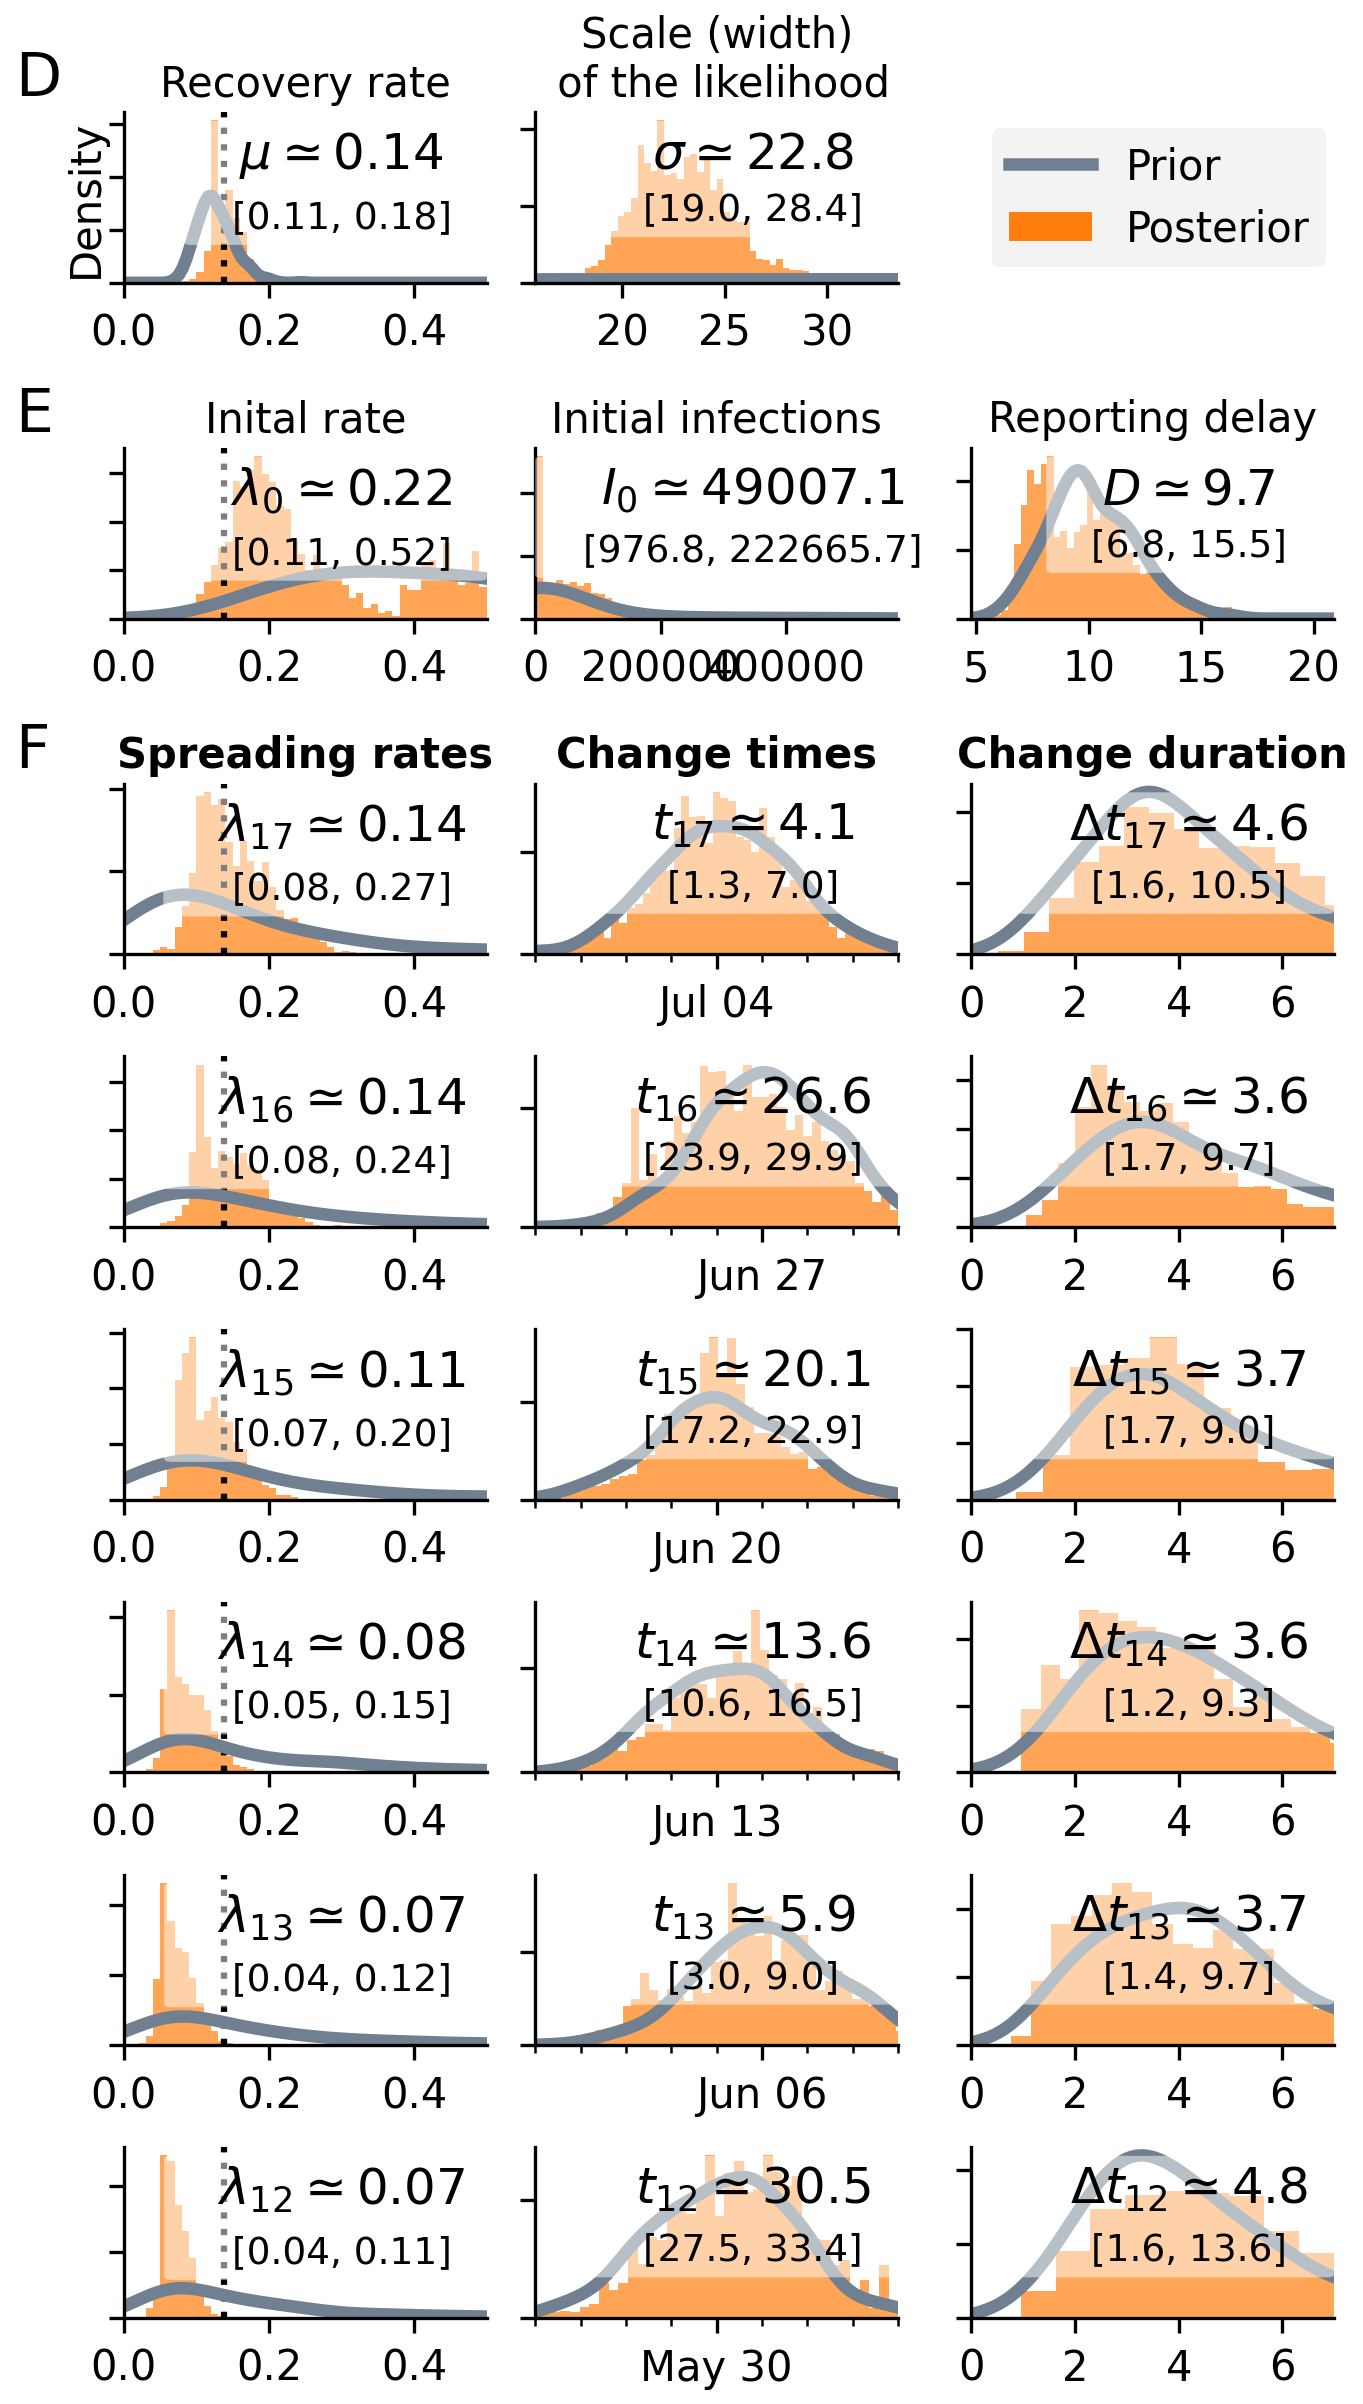 D
Recovery rate
Scale (width)
of the likelihood
Density
μ ≃ 0.14
[0.11, 0.18]
σ ≃ 22.8
[19.0, 28.4]
Prior
Posterior
0.0 0.2 0.4
20 25 30
E
Inital rate
Initial infections
Reporting delay
λ0 ≃ 0.22
[0.11, 0.52]
I0 ≃ 49007.1
[976.8, 222665.7]
D ≃ 9.7
[6.8, 15.5]
0.0 0.2 0.4
0 200000 400000
5 10 15 20
F
Spreading rates
Change times
Change duration
λ17 ≃ 0.14
[0.08, 0.27]
t17 ≃ 4.1
[1.3, 7.0]
Δt17 ≃ 4.6
[1.6, 10.5]
0.0 0.2 0.4
Jul 04
0 2 4 6
λ16 ≃ 0.14
[0.08, 0.24]
t16 ≃ 26.6
[23.9, 29.9]
Δt16 ≃ 3.6
[1.7, 9.7]
0.0 0.2 0.4
Jun 27
0 2 4 6
λ15 ≃ 0.11
[0.07, 0.20]
t15 ≃ 20.1
[17.2, 22.9]
Δt15 ≃ 3.7
[1.7, 9.0]
0.0 0.2 0.4
Jun 20
0 2 4 6
λ14 ≃ 0.08
[0.05, 0.15]
t14 ≃ 13.6
[10.6, 16.5]
Δt14 ≃ 3.6
[1.2, 9.3]
0.0 0.2 0.4
Jun 13
0 2 4 6
λ13 ≃ 0.07
[0.04, 0.12]
t13 ≃ 5.9
[3.0, 9.0]
Δt13 ≃ 3.7
[1.4, 9.7]
0.0 0.2 0.4
Jun 06
0 2 4 6
λ12 ≃ 0.07
[0.04, 0.11]
t12 ≃ 30.5
[27.5, 33.4]
Δt12 ≃ 4.8
[1.6, 13.6]
0.0 0.2 0.4
May 30
0 2 4 6